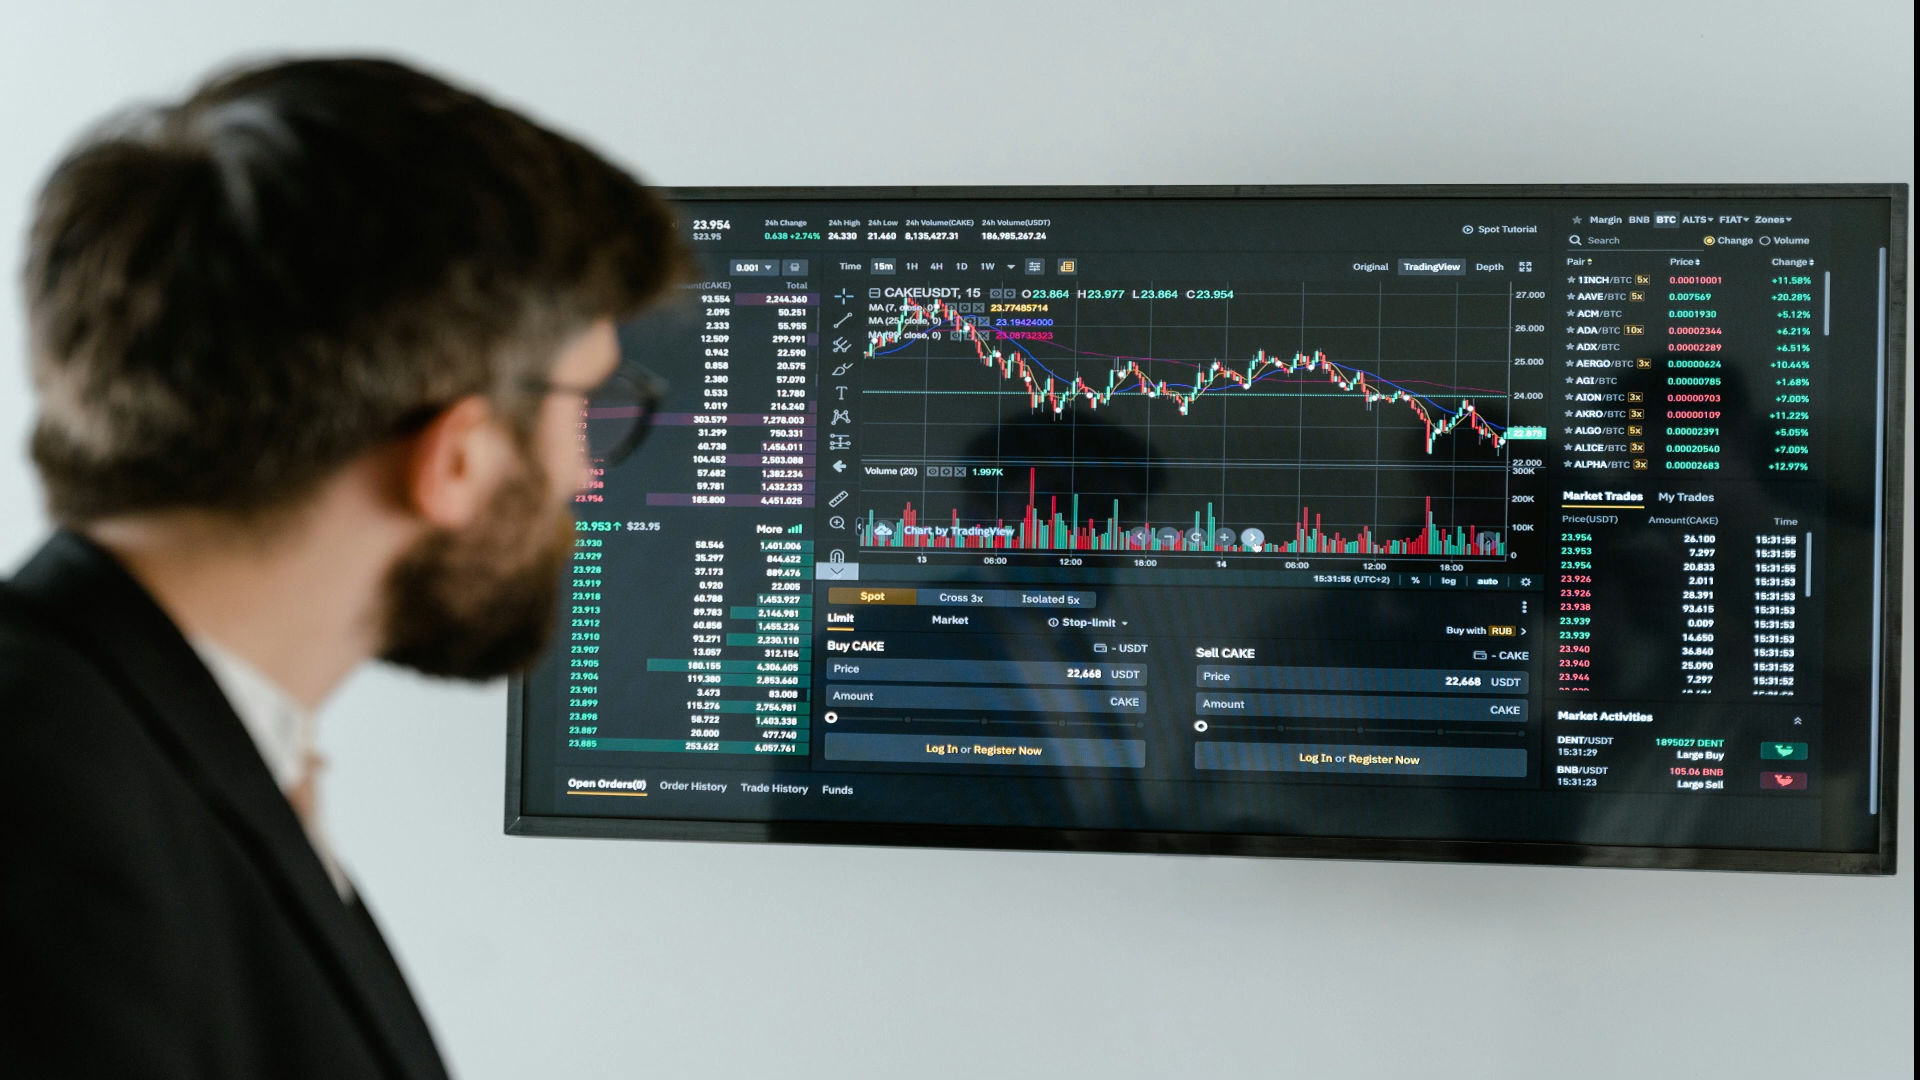 23.954
$23.95
24h Change
0.638 +2.74%
24h High
24.330
24h Low
21.460
24h Volume(CAKE)
8,135,427.31
24h Volume(USDT)
186,985,267.24
Spot Tutorial
0.001
Total
93.554 2,244.360
2.095 50.251
2.333 55.955
12.509 299.991
0.942 22.590
0.858 20.575
2.380 57.070
0.533 12.780
9.019 216.240
303.579 7,278.003
31.299 750.331
60.738 1,456.011
104.452 2,503.088
57.682 1,382.234
59.781 1,432.233
23.956 185.800 4,451.025
23.953↑ $23.95 More
23.930 58.546 1,401.006
23.929 35.297 844.622
23.928 37.173 889.476
23.919 0.920 22.005
23.918 60.788 1,453.927
23.913 89.783 2,146.981
23.912 60.858 1,455.236
23.910 93.271 2,230.110
23.907 13.057 312.154
23.905 180.155 4,306.605
23.904 119.380 2,853.660
23.901 3.473 83.008
23.899 115.276 2,754.981
23.898 58.722 1,403.338
23.887 20.000 477.740
23.885 253.622 6,057.761
Time 15m 1H 4H 1D 1W
Original TradingView Depth
CAKEUSDT, 15 O23.864 H23.977 L23.864 C23.954
MA (7, close, 0) 23.77485714
MA (25, close, 0) 23.19424000
MA (99, close, 0) 23.08732323
27.000
26.000
25.000
24.000
22.000
Volume (20) 1.997K
300K
200K
100K
0
Chart by TradingView
13 06:00 12:00 18:00 14 06:00 12:00 18:00
15:31:55 (UTC+2) % log auto
Spot Cross 3x Isolated 5x
Limit Market Stop-limit
Buy with RUB
Buy CAKE - USDT
Price 22,668 USDT
Amount CAKE
Log In or Register Now
Sell CAKE - CAKE
Price 22,668 USDT
Amount CAKE
Log In or Register Now
Open Orders(0) Order History Trade History Funds
Margin BNB BTC ALTS FIAT Zones
Search Change Volume
Pair Price Change
1INCH/BTC 5x 0.00010001 +11.58%
AAVE/BTC 5x 0.007569 +20.28%
ACM/BTC 0.0001930 +5.12%
ADA/BTC 10x 0.00002344 +6.21%
ADX/BTC 0.00002289 +6.51%
AERGO/BTC 3x 0.00000624 +10.44%
AGI/BTC 0.00000785 +1.68%
AION/BTC 3x 0.00000703 +7.00%
AKRO/BTC 3x 0.00000109 +11.22%
ALGO/BTC 5x 0.00002391 +5.05%
ALICE/BTC 3x 0.00020540 +7.00%
ALPHA/BTC 3x 0.00002683 +12.97%
Market Trades My Trades
Price(USDT) Amount(CAKE) Time
23.954 26.100 15:31:55
23.953 7.297 15:31:55
23.954 20.833 15:31:55
23.926 2.011 15:31:53
23.926 28.391 15:31:53
23.938 93.615 15:31:53
23.939 0.009 15:31:53
23.939 14.650 15:31:53
23.940 36.840 15:31:53
23.940 25.090 15:31:52
23.944 7.297 15:31:52
Market Activities
DENT/USDT 1895027 DENT
15:31:29 Large Buy
BNB/USDT 105.06 BNB
15:31:23 Large Sell